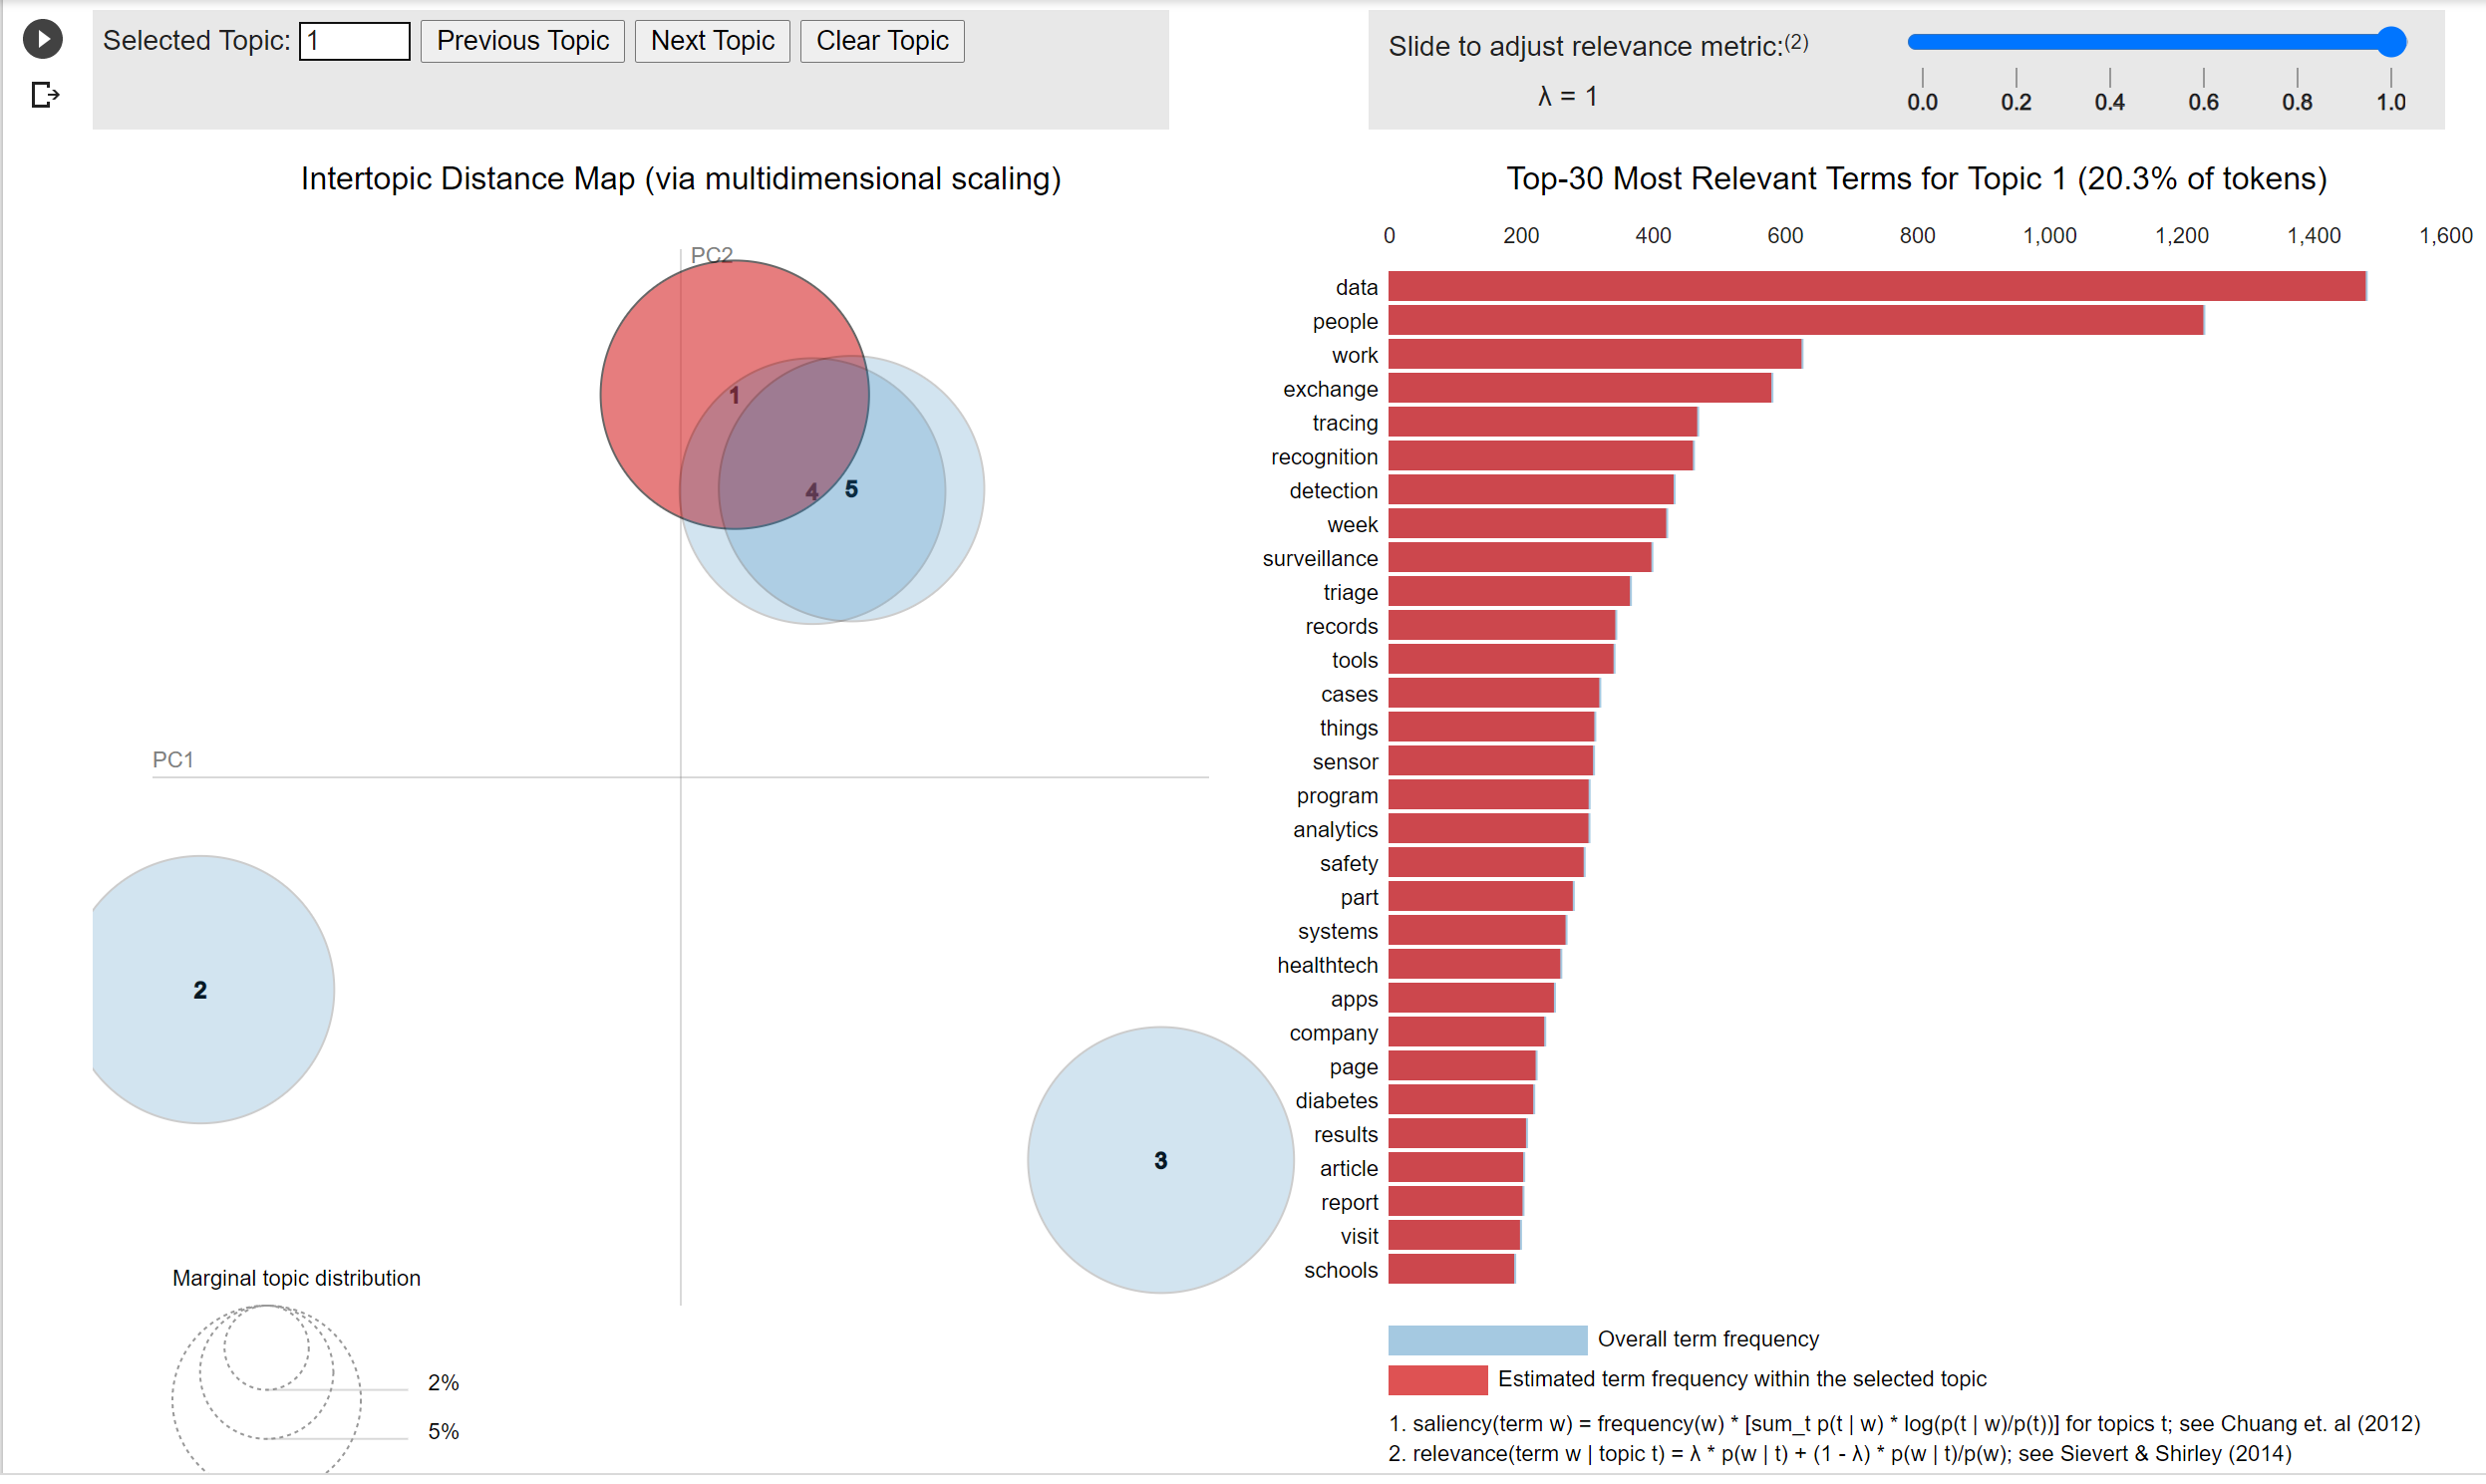 Selected Topic: 1 Previous Topic Next Topic Clear Topic
Slide to adjust relevance metric:(2)
λ = 1
0.0 0.2 0.4 0.6 0.8 1.0
Intertopic Distance Map (via multidimensional scaling)
PC2
1
4 5
PC1
2
3
Marginal topic distribution
2%
5%
Top-30 Most Relevant Terms for Topic 1 (20.3% of tokens)
0 200 400 600 800 1,000 1,200 1,400 1,600
data
people
work
exchange
tracing
recognition
detection
week
surveillance
triage
records
tools
cases
things
sensor
program
analytics
safety
part
systems
healthtech
apps
company
page
diabetes
results
article
report
visit
schools
Overall term frequency
Estimated term frequency within the selected topic
1. saliency(term w) = frequency(w) * [sum_t p(t | w) * log(p(t | w)/p(t))] for topics t; see Chuang et. al (2012)
2. relevance(term w | topic t) = λ * p(w | t) + (1 - λ) * p(w | t)/p(w); see Sievert & Shirley (2014)